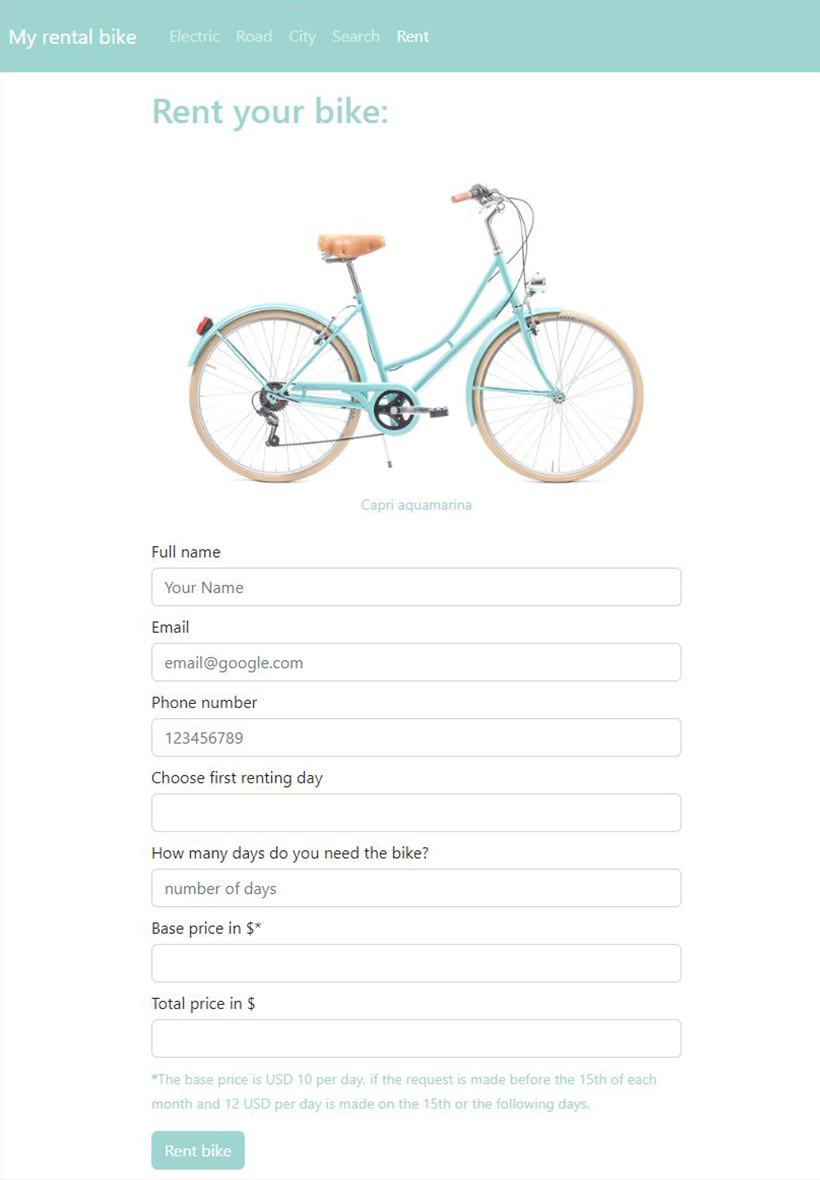 My rental bike Electric Road City Search Rent
Rent your bike:
Capri aquamarina
Full name
Your Name
Email
email@google.com
Phone number
123456789
Choose first renting day
How many days do you need the bike?
number of days
Base price in $*
Total price in $
*The base price is USD 10 per day, if the request is made before the 15th of each
month and 12 USD per day is made on the 15th or the following days.
Rent bike